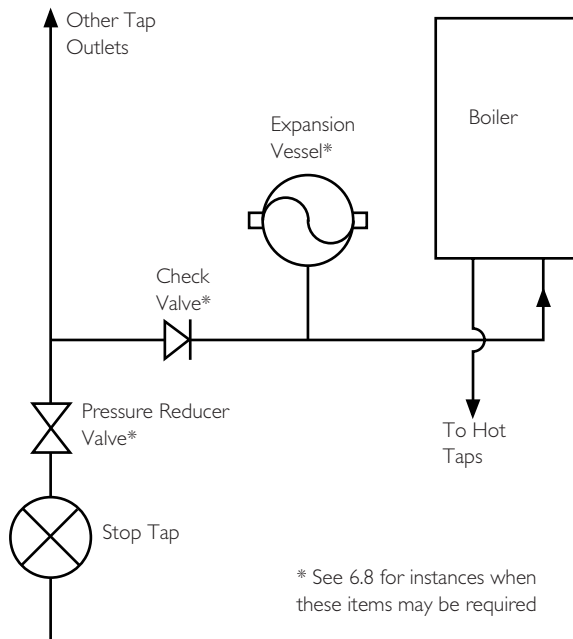 Other Tap
Outlets
Boiler
Expansion
Vessel*
Check
Valve*
Pressure Reducer
Valve*
To Hot
Taps
Stop Tap
* See 6.8 for instances when
these items may be required